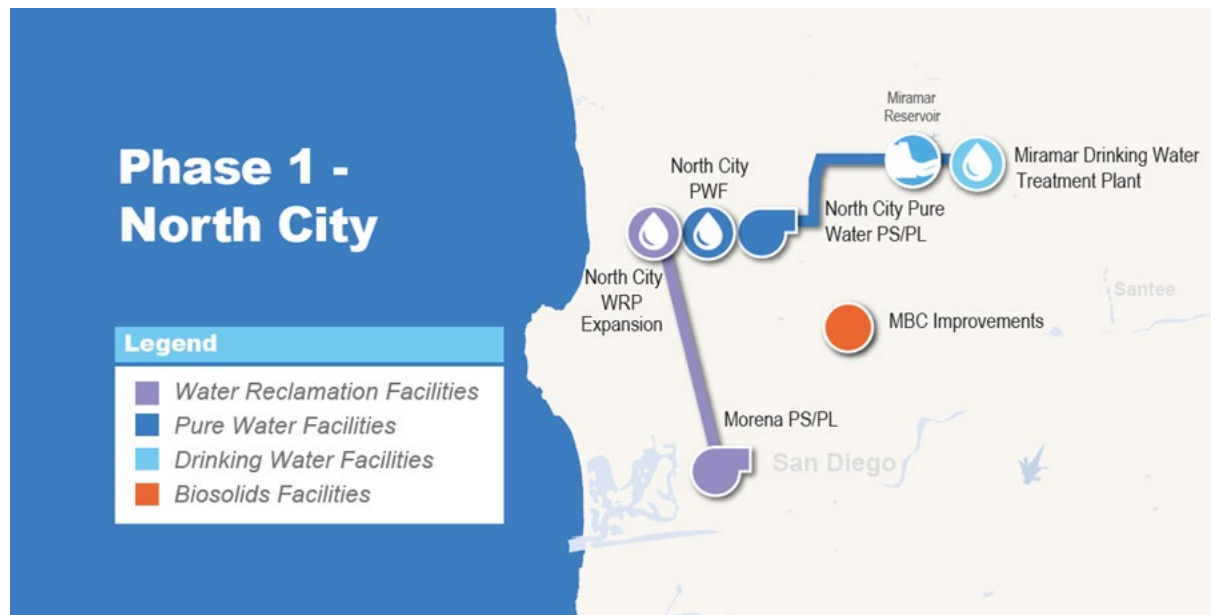 Phase 1 -
North City
Legend
Water Reclamation Facilities
Pure Water Facilities
Drinking Water Facilities
Biosolids Facilities
Miramar
Reservoir
Miramar Drinking Water
Treatment Plant
North City
PWF
North City Pure
Water PS/PL
North City
WRP
Expansion
Santee
MBC Improvements
Morena PS/PL
San Diego